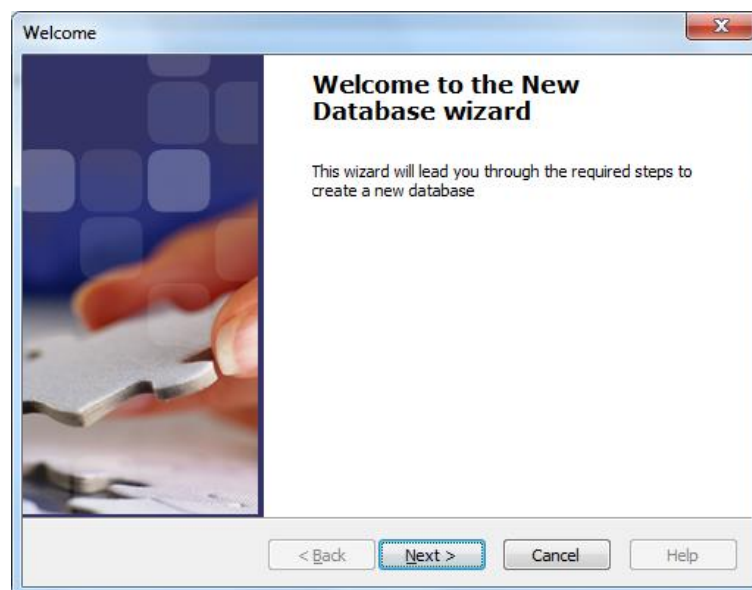 Welcome
Welcome to the New
Database wizard
This wizard will lead you through the required steps to
create a new database
< Back Next > Cancel Help